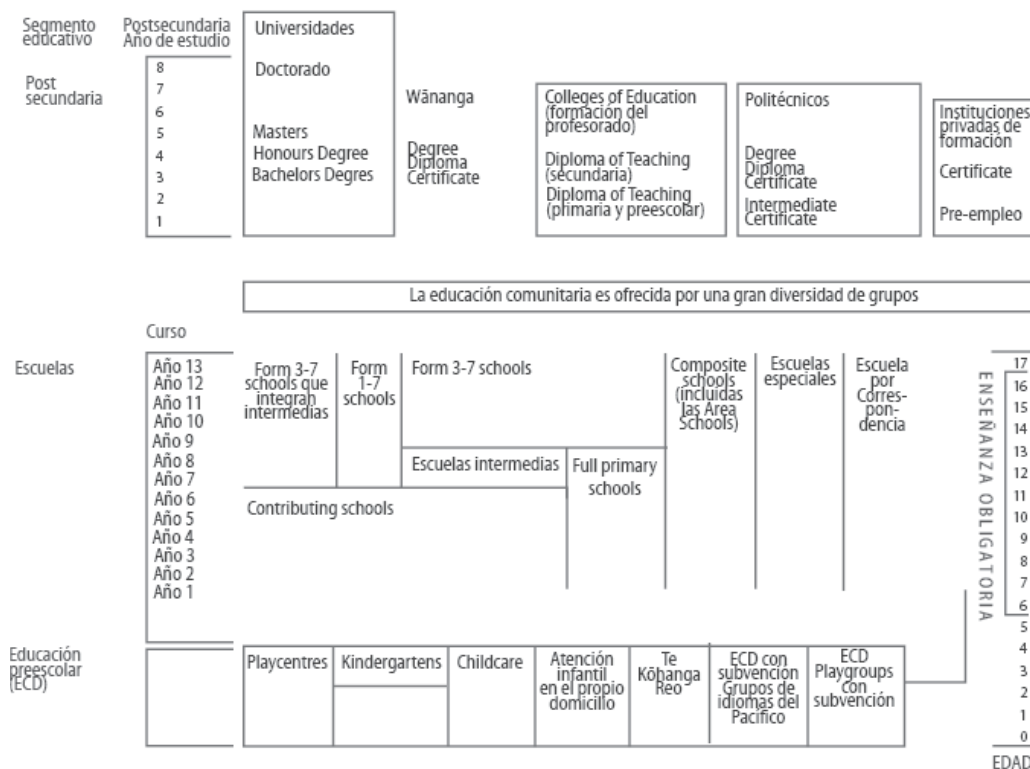 Segmento
educativo
Postsecundaria
Año de estudio
Post
secundaria
8
7
6
5
4
3
2
1
Universidades
Doctorado
Masters
Honours Degree
Bachelors Degres
Wānanga
Degree
Diploma
Certificate
Colleges of Education
(formación del
profesorado)
Diploma of Teaching
(secundaria)
Diploma of Teaching
(primaria y preescolar)
Politécnicos
Degree
Diploma
Certificate
Intermediate
Certificate
Instituciones
privadas de
formación
Certificate
Pre-empleo
La educación comunitaria es ofrecida por una gran diversidad de grupos
Curso
Escuelas
Año 13
Año 12
Año 11
Año 10
Año 9
Año 8
Año 7
Año 6
Año 5
Año 4
Año 3
Año 2
Año 1
Form 3-7
schools que
integran
intermedias
Form
1-7
schools
Form 3-7 schools
Escuelas intermedias
Full primary
schools
Contributing schools
Composite
schools
(incluidas
las Area
Schools)
Escuelas
especiales
Escuela
por
Corres-
pon-
dencia
ENSEÑANZA OBLIGATORIA
17
16
15
14
13
12
11
10
9
8
7
6
5
4
3
2
1
0
EDAD
Educación
preescolar
(ECD)
Playcentres
Kindergartens
Childcare
Atención
infantil
en el propio
domicillo
Te
Kōhanga
Reo
ECD con
subvención
Grupos de
idiomas del
Pacífico
ECD
Playgroups
con
subvención